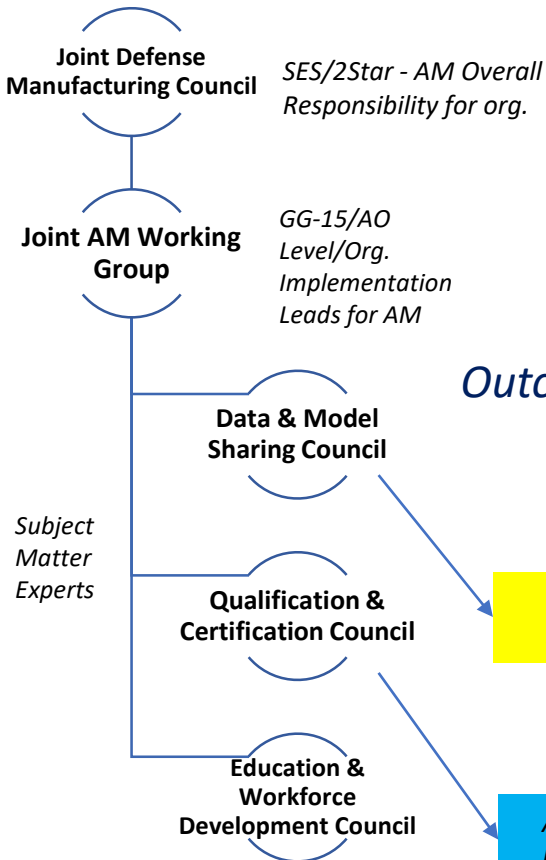 Joint Defense
Manufacturing Council
SES/2Star - AM Overall
Responsibility for org.
Joint AM Working
Group
GG-15/AO
Level/Org.
Implementation
Leads for AM
Data & Model
Sharing Council
Subject
Matter
Experts
Qualification &
Certification Council
Education &
Workforce
Development Council